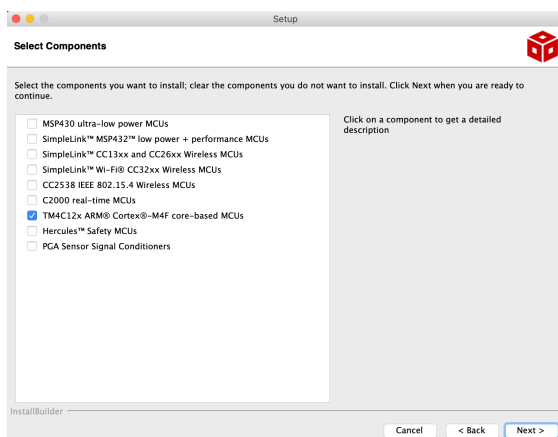 Setup
Select Components
Select the components you want to install; clear the components you do not want to install. Click Next when you are ready to
continue.
MSP430 ultra-low power MCUs
SimpleLink™ MSP432™ low power + performance MCUs
SimpleLink™ CC13xx and CC26xx Wireless MCUs
SimpleLink™ Wi-Fi® CC32xx Wireless MCUs
CC2538 IEEE 802.15.4 Wireless MCUs
C2000 real-time MCUs
TM4C12x ARM® Cortex®-M4F core-based MCUs
Hercules™ Safety MCUs
PGA Sensor Signal Conditioners
Click on a component to get a detailed
description
InstallBuilder
Cancel
< Back
Next >